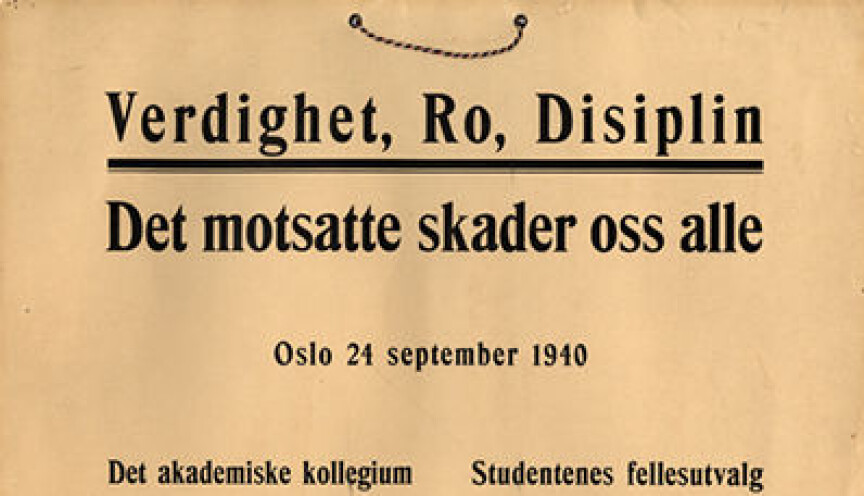 Verdighet, Ro, Disiplin
Det motsatte skader oss alle
Oslo 24 september 1940
Det akademiske kollegium Studentenes fellesutvalg